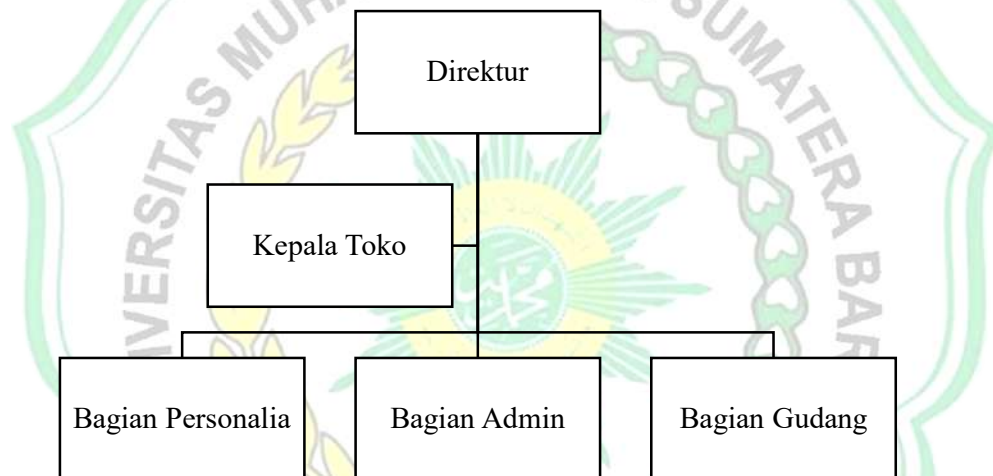 Direktur
Kepala Toko
Bagian Personalia
Bagian Admin
Bagian Gudang